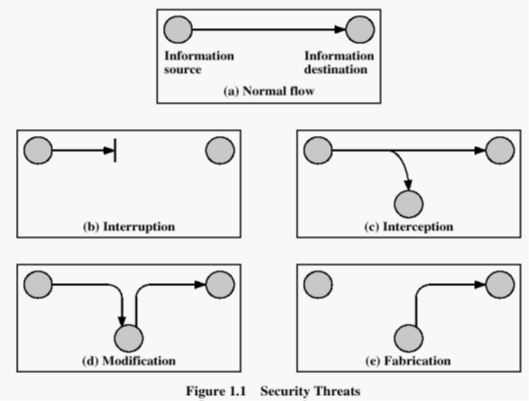 Information Information
source destination
(a) Normal flow
(b) Interruption
(c) Interception
(d) Modification
(e) Fabrication
Figure 1.1 Security Threats